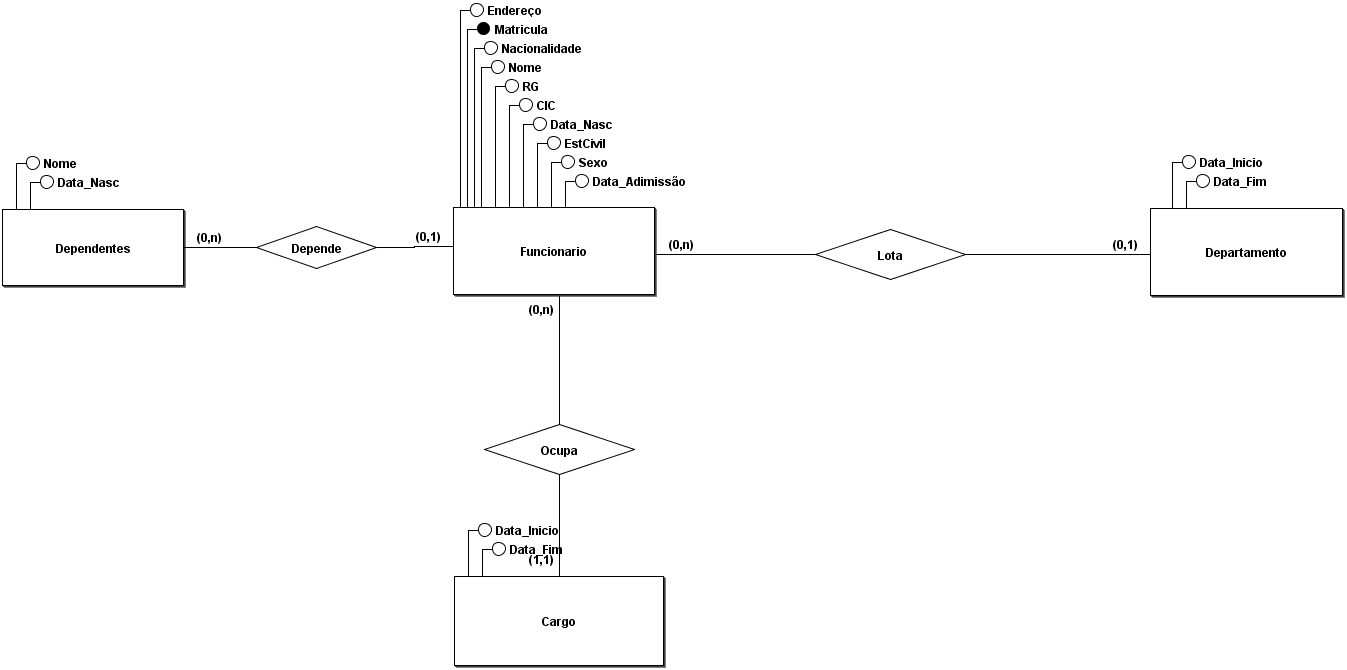 Endereço
Matricula
Nacionalidade
Nome
RG
CIC
Data_Nasc
EstCivil
Sexo
Data_Adimissão
Nome
Data_Nasc
Data_Inicio
Data_Fim
Dependentes
(0,n)
Depende
(0,1)
Funcionario
(0,n)
Lota
(0,1)
Departamento
(0,n)
Ocupa
Data_Inicio
Data_Fim
(1,1)
Cargo